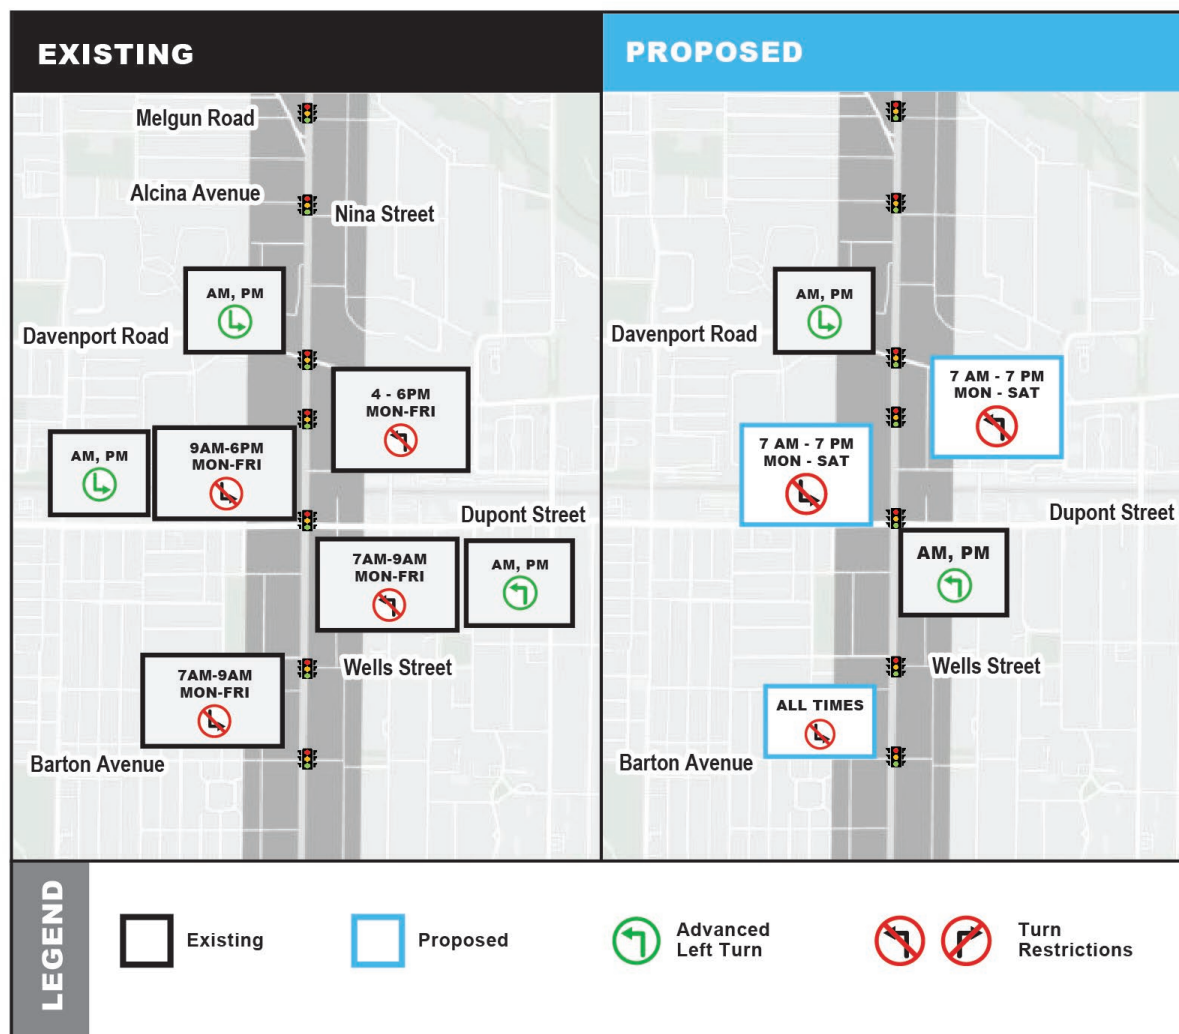 EXISTING
Melgun Road
Alcina Avenue
Nina Street
AM, PM
Davenport Road
4 - 6PM
MON-FRI
AM, PM
9AM-6PM
MON-FRI
Dupont Street
7AM-9AM
MON-FRI
AM, PM
Wells Street
7AM-9AM
MON-FRI
Barton Avenue
PROPOSED
AM, PM
Davenport Road
7 AM - 7 PM
MON - SAT
7 AM - 7 PM
MON - SAT
Dupont Street
AM, PM
Wells Street
ALL TIMES
Barton Avenue
LEGEND
Existing
Proposed
Advanced
Left Turn
Turn
Restrictions